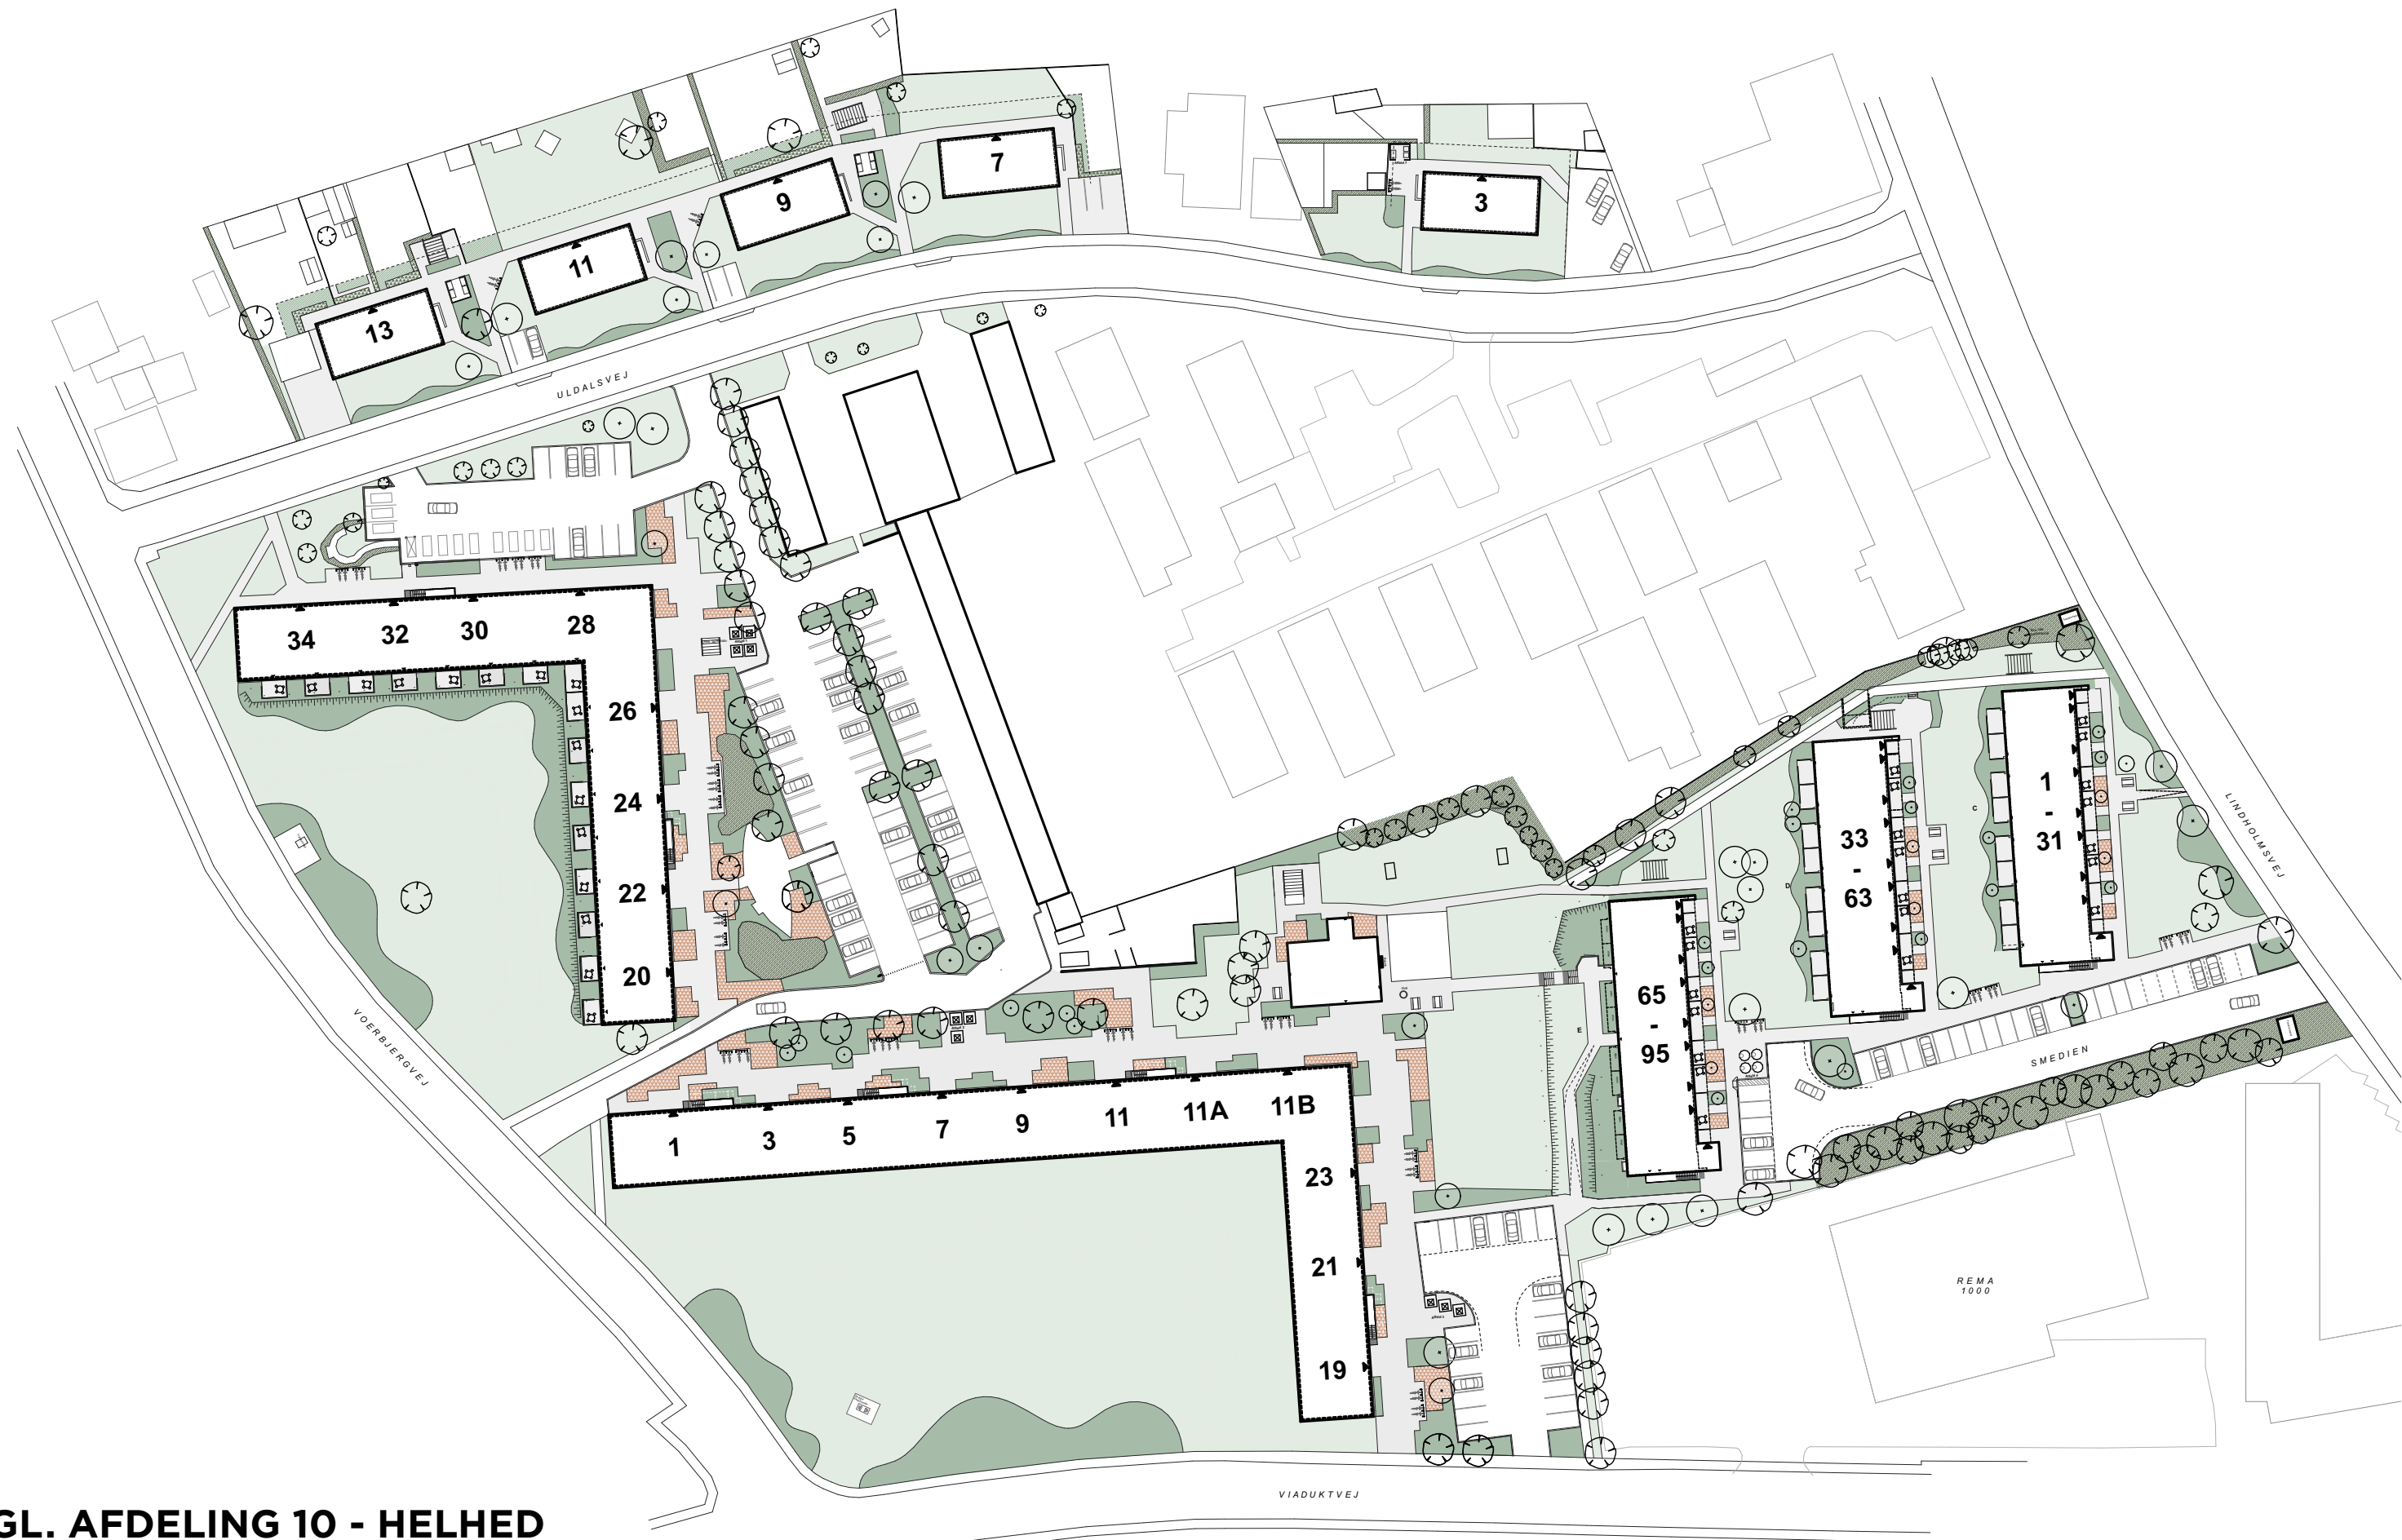 7
9
3
11
13
ULDALSVEJ
34
32
30
28
26
24
22
20
1
-
31
33
-
63
C
D
LINDHOLMSVEJ
65
-
95
E
VOERBJERGVEJ
SMEDIEN
1
3
5
7
9
11
11A
11B
23
21
19
REMA
1000
VIADUKTVEJ
GL. AFDELING 10 - HELHED